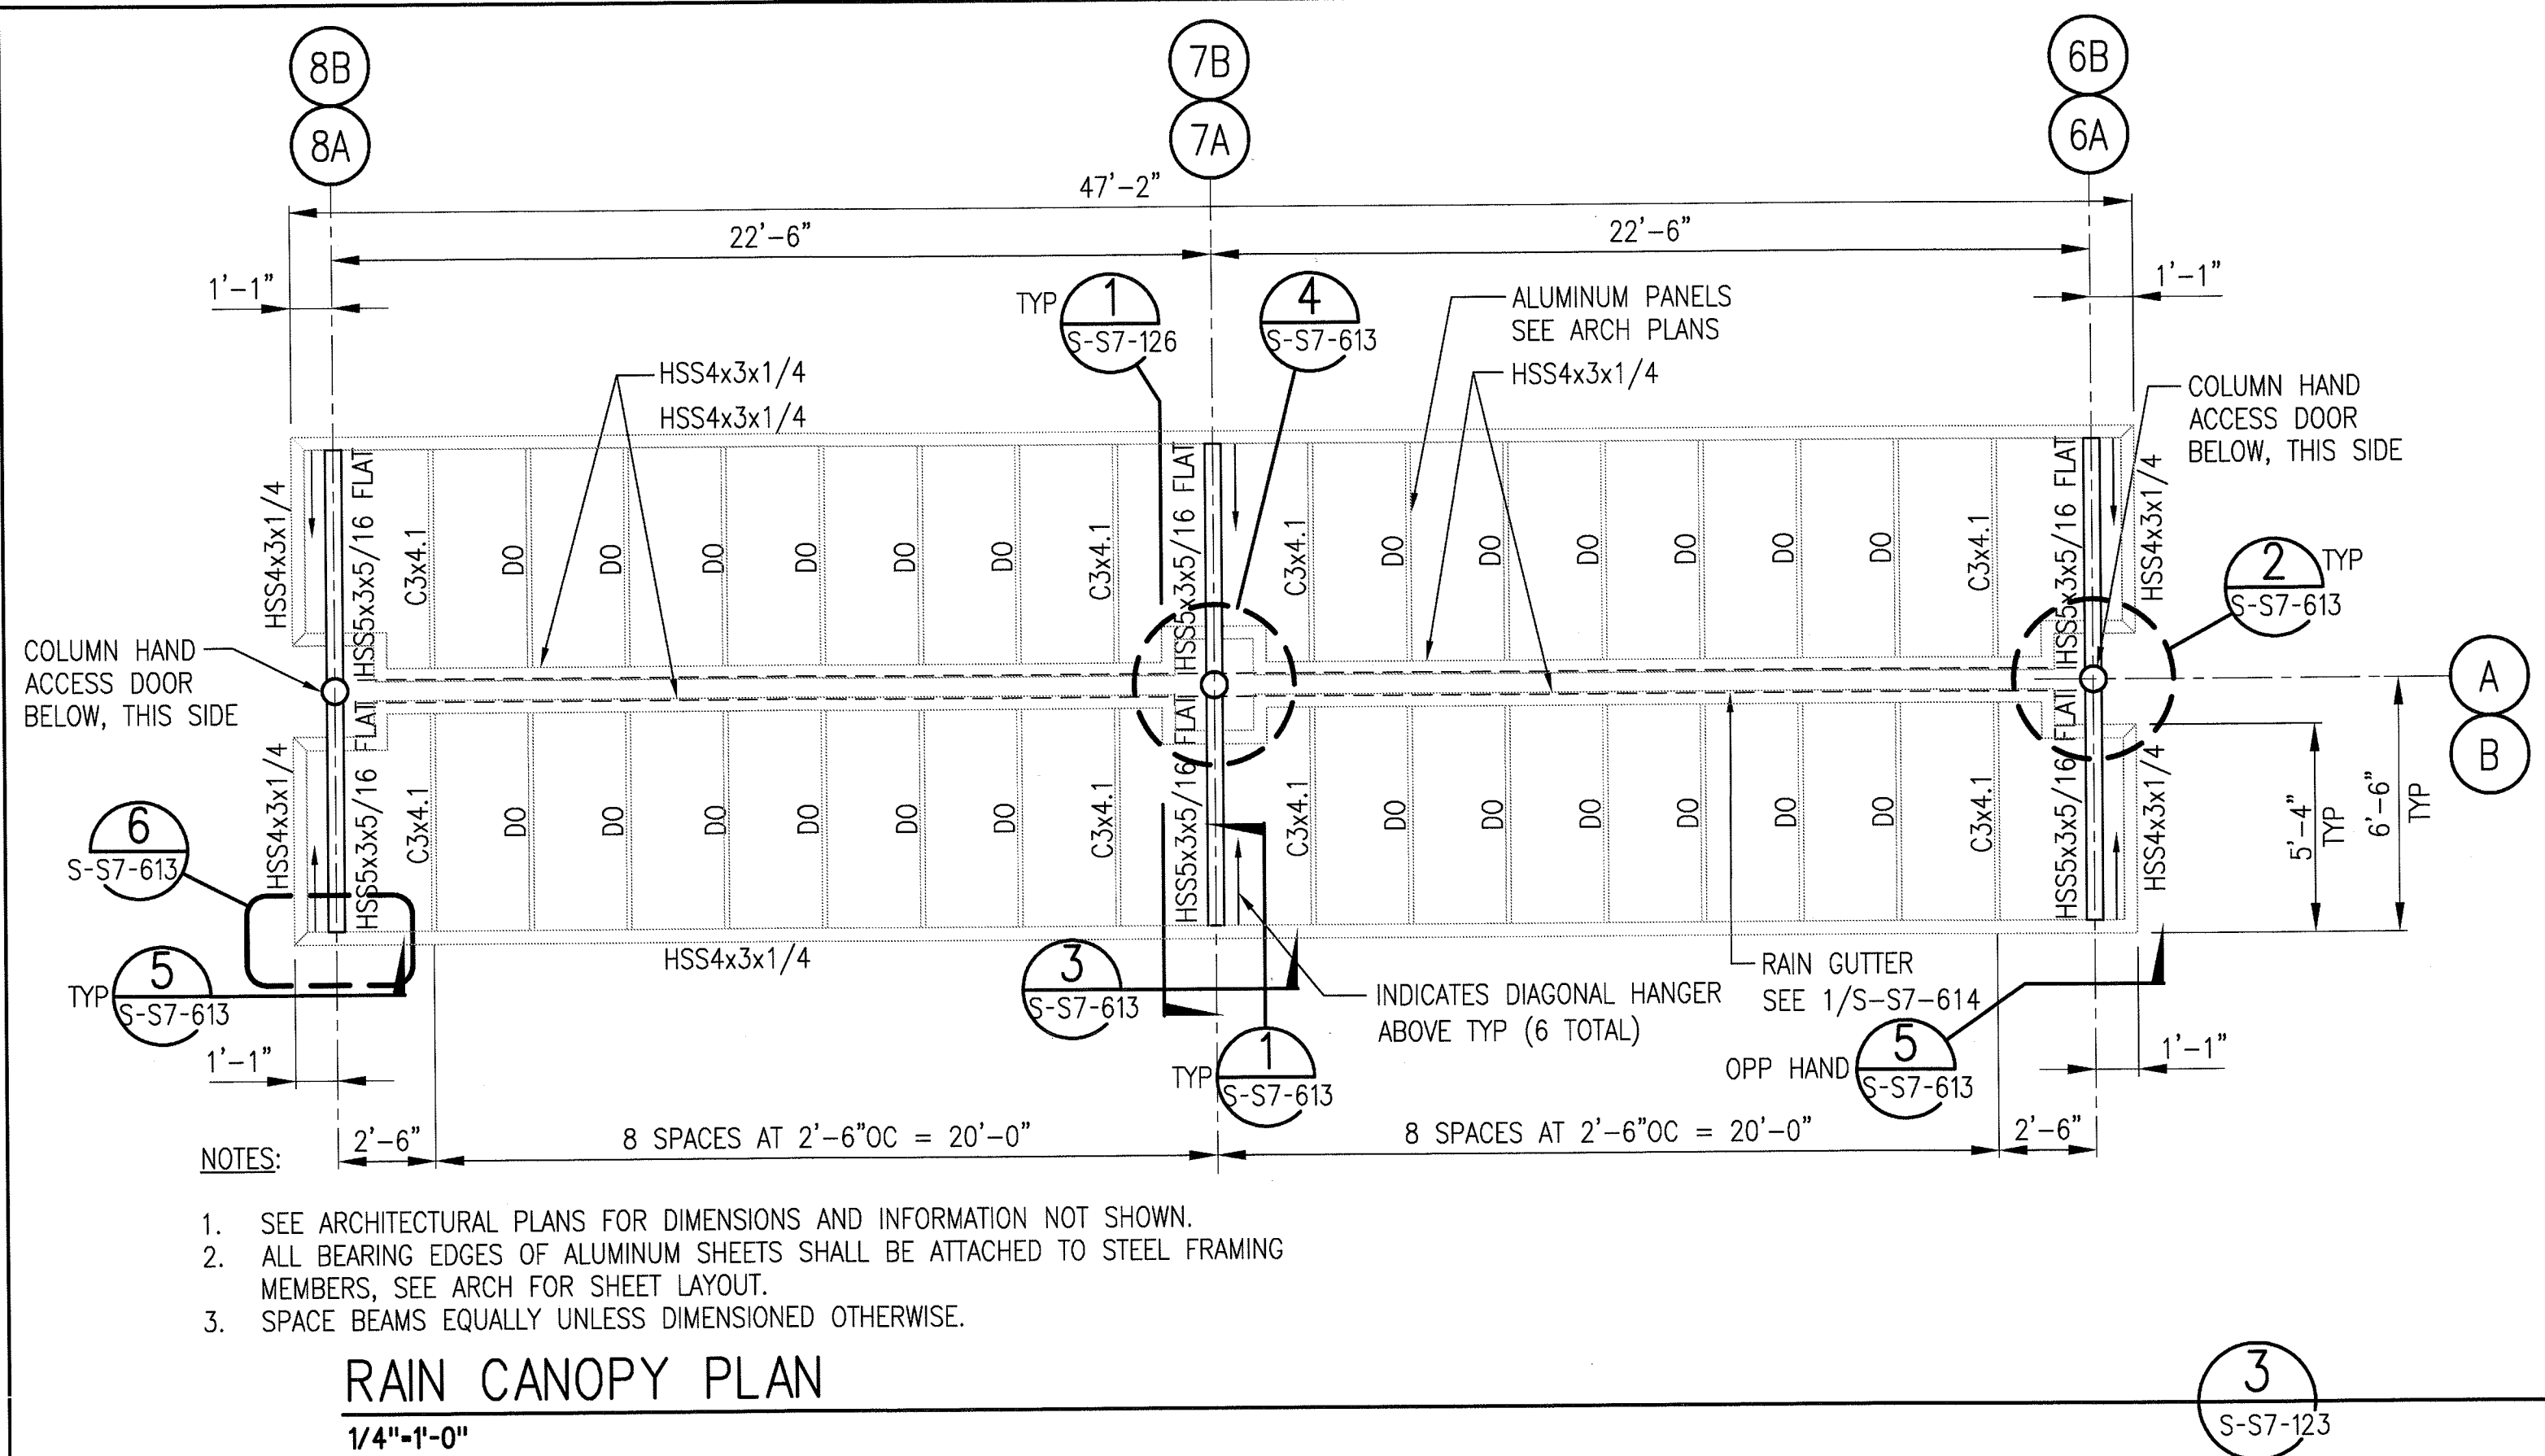 8B
8A
7B
7A
6B
6A
47'-2"
22'-6"
22'-6"
1'-1"
1'-1"
TYP
1
S-S7-126
4
S-S7-613
ALUMINUM PANELS
SEE ARCH PLANS
HSS4x3x1/4
HSS4x3x1/4
HSS4x3x1/4
COLUMN HAND
ACCESS DOOR
BELOW, THIS SIDE
HSS4x3x1/4
HSS5x3x5/16 FLAT
C3x4.1
DO
DO
DO
DO
DO
DO
C3x4.1
HSS5x3x5/16 FLAT
C3x4.1
DO
DO
DO
DO
DO
DO
C3x4.1
HSS5x3x5/16 FLAT
HSS4x3x1/4
2
S-S7-613
TYP
COLUMN HAND
ACCESS DOOR
BELOW, THIS SIDE
A
B
HSS4x3x1/4
HSS5x3x5/16 FLAT
C3x4.1
DO
DO
DO
DO
DO
DO
C3x4.1
HSS5x3x5/16 FLAT
C3x4.1
DO
DO
DO
DO
DO
DO
C3x4.1
HSS5x3x5/16 FLAT
HSS4x3x1/4
5'-4"
TYP
6'-6"
TYP
6
S-S7-613
HSS4x3x1/4
TYP
5
S-S7-613
3
S-S7-613
INDICATES DIAGONAL HANGER
ABOVE TYP (6 TOTAL)
RAIN GUTTER
SEE 1/S-S7-614
1'-1"
TYP
1
S-S7-613
OPP HAND
5
S-S7-613
1'-1"
2'-6"
8 SPACES AT 2'-6"OC = 20'-0"
8 SPACES AT 2'-6"OC = 20'-0"
2'-6"
NOTES:
1. SEE ARCHITECTURAL PLANS FOR DIMENSIONS AND INFORMATION NOT SHOWN.
2. ALL BEARING EDGES OF ALUMINUM SHEETS SHALL BE ATTACHED TO STEEL FRAMING
MEMBERS, SEE ARCH FOR SHEET LAYOUT.
3. SPACE BEAMS EQUALLY UNLESS DIMENSIONED OTHERWISE.
RAIN CANOPY PLAN
1/4"=1'-0"
3
S-S7-123